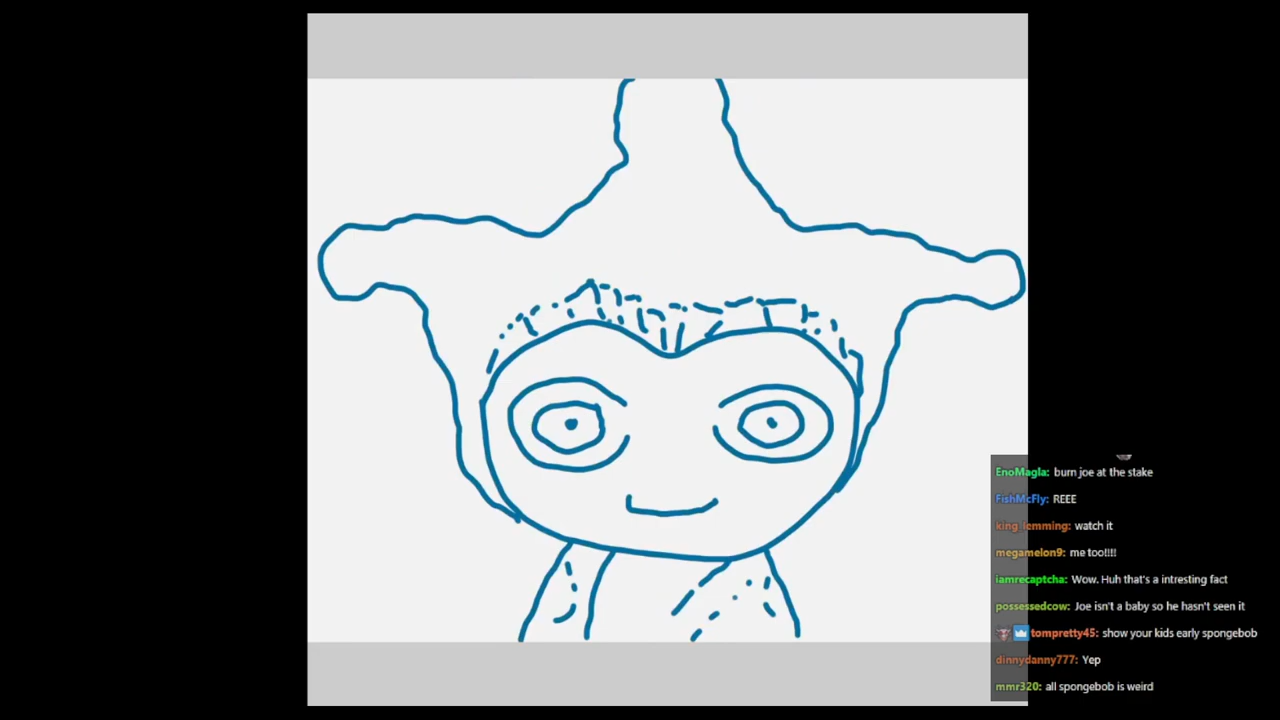 EnoMagla: burn joe at the stake
FishMcFly: REEE
king_lemming: watch it
megamelon9: me too!!!!
iamrecaptcha: Wow. Huh that's a intresting fact
possessedcow: Joe isn't a baby so he hasn't seen it
tompretty45: show your kids early spongebob
dinnydanny777: Yep
mmr320: all spongebob is weird